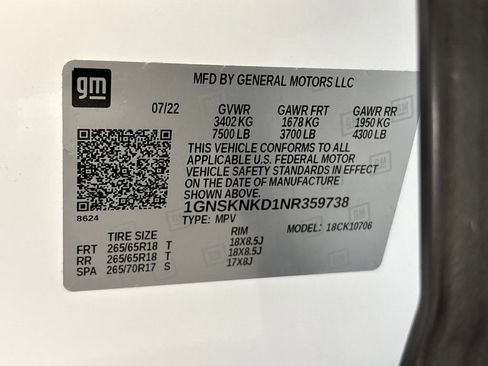 gm
MFD BY GENERAL MOTORS LLC
07/22 GVWR GAWR FRT GAWR RR
3402 KG 1678 KG 1950 KG
7500 LB 3700 LB 4300 LB
THIS VEHICLE CONFORMS TO ALL
APPLICABLE U.S. FEDERAL MOTOR
VEHICLE SAFETY STANDARDS IN EFFECT
ON THE DATE OF MANUFACTURE
SHOWN ABOVE.
8624
1GNSKNKD1NR359738
TYPE: MPV MODEL: 18CK10706
TIRE SIZE RIM
FRT 265/65R18 T 18X8.5J
RR 265/65R18 T 18X8.5J
SPA 265/70R17 S 17X8J